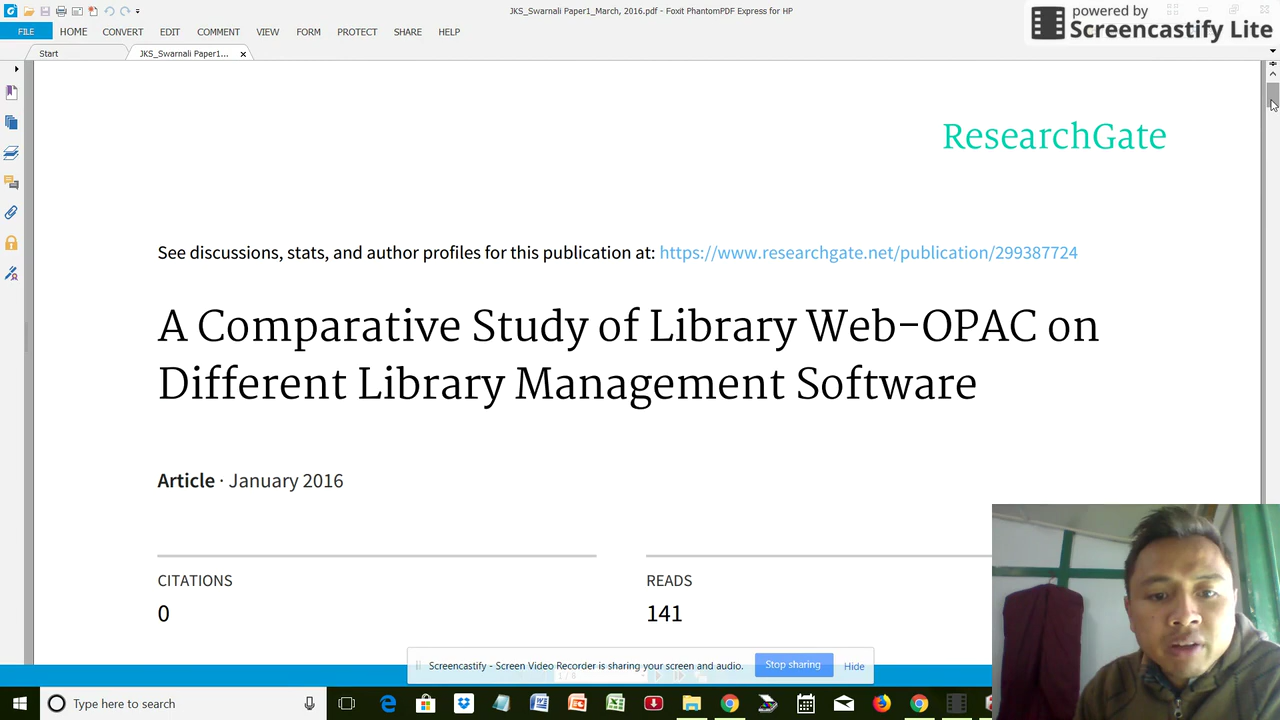 JKS_Swarnali Paper1_March, 2016.pdf - Foxit PhantomPDF Express for HP
powered by
Screencastify Lite
FILE HOME CONVERT EDIT COMMENT VIEW FORM PROTECT SHARE HELP
Start JKS_Swarnali Paper1...
ResearchGate
See discussions, stats, and author profiles for this publication at: https://www.researchgate.net/publication/299387724
A Comparative Study of Library Web-OPAC on
Different Library Management Software
Article · January 2016
CITATIONS READS
0 141
Screencastify - Screen Video Recorder is sharing your screen and audio. Stop sharing Hide
1 / 8
Type here to search